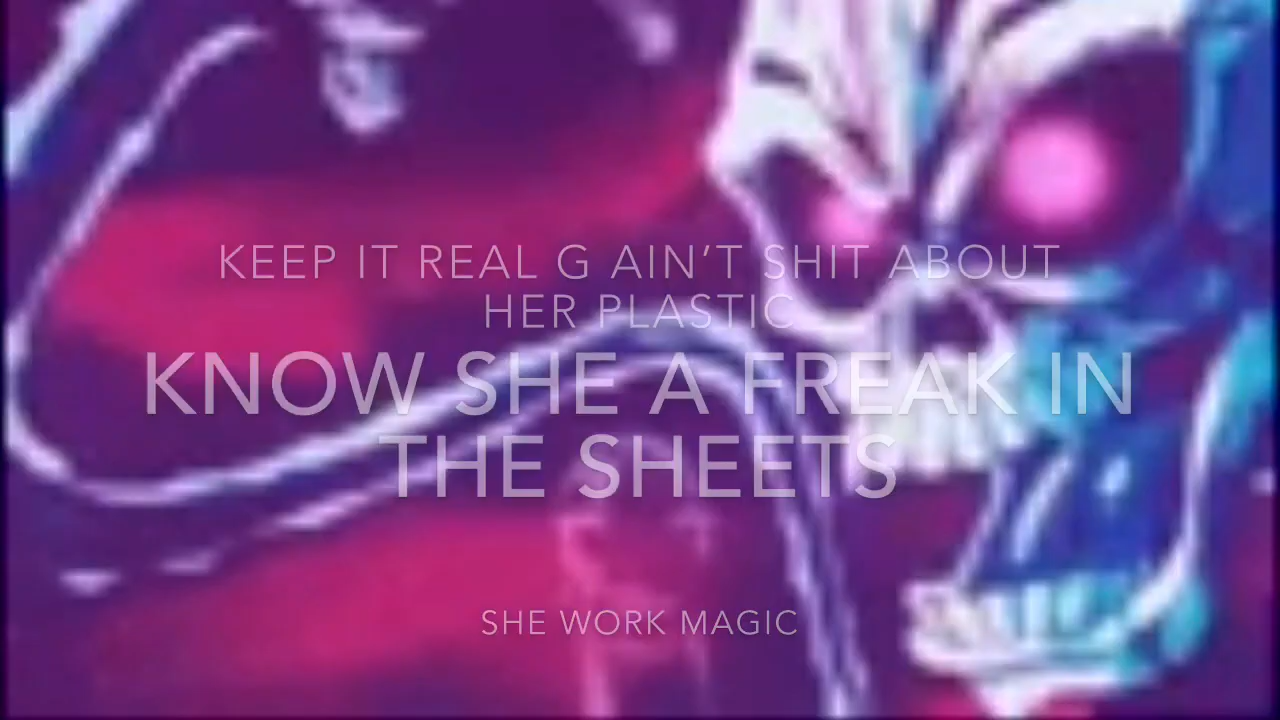 KEEP IT REAL G AIN’T SHIT ABOUT
HER PLASTIC
KNOW SHE A FREAK IN
THE SHEETS
SHE WORK MAGIC